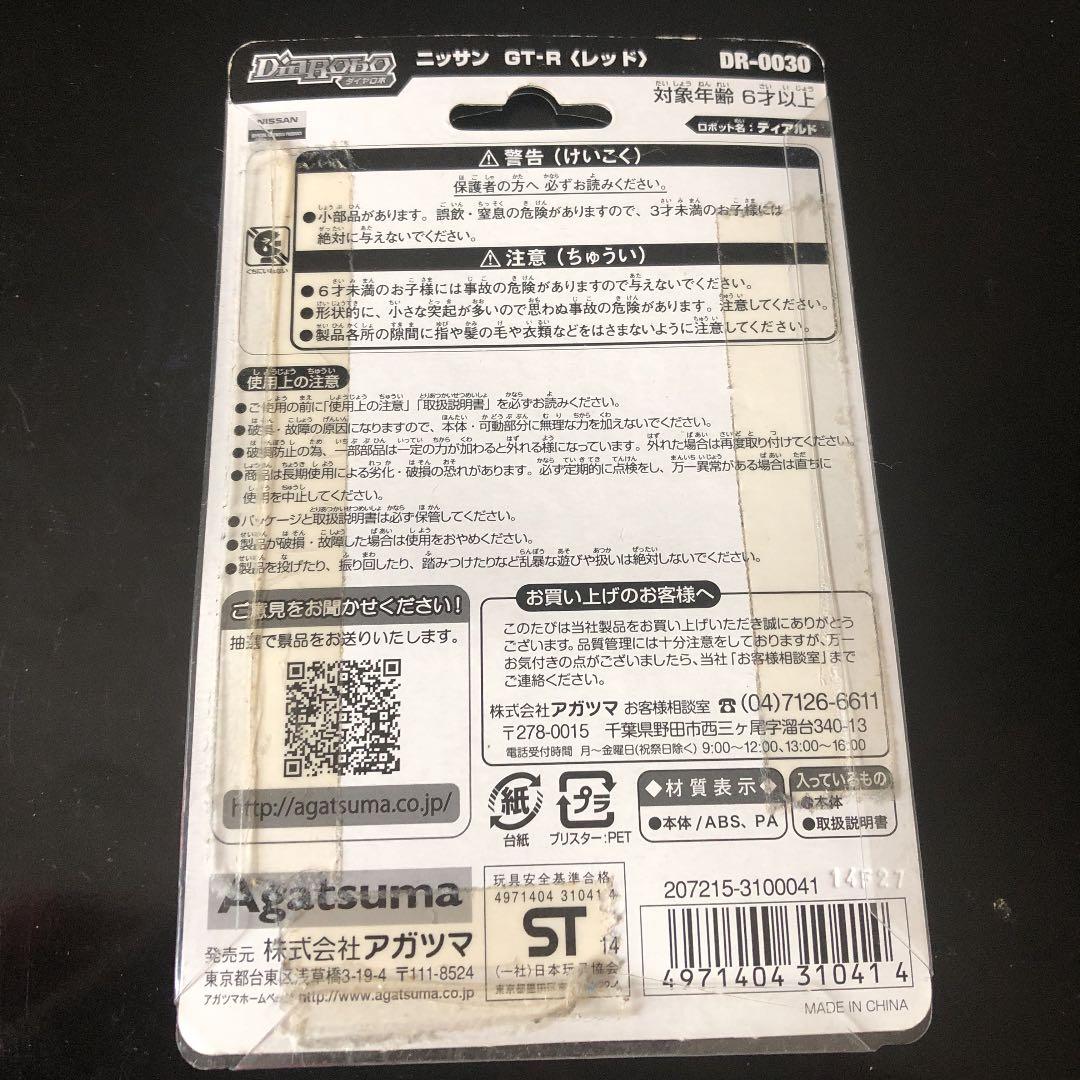 DiaROBO
ダイヤロボ
ニッサン GT-R〈レッド〉
DR-0030
対象年齢 6才以上
NISSAN
ロボット名：ティアルド
⚠警告（けいこく）
保護者の方へ 必ずお読みください。
●小部品があります。誤飲・窒息の危険がありますので、3才未満のお子様には
絶対に与えないでください。
くちにいれない
⚠注意（ちゅうい）
●6才未満のお子様には事故の危険がありますので与えないでください。
●形状的に、小さな突起が多いので思わぬ事故の危険があります。注意してください。
●製品各所の隙間に指や髪の毛や衣類などをはさまないように注意してください。
使用上の注意
●ご使用の前に「使用上の注意」「取扱説明書」を必ずお読みください。
●破損・故障の原因になりますので、本体・可動部分に無理な力を加えないでください。
●破損防止の為、一部部品は一定の力が加わると外れる様になっています。外れた場合は再度取り付けてください。
●商品は長期使用による劣化・破損の恐れがあります。必ず定期的に点検をし、万一異常がある場合は直ちに
使用を中止してください。
●パッケージと取扱説明書は必ず保管してください。
●製品が破損・故障した場合は使用をおやめください。
●製品を投げたり、振り回したり、踏みつけたりなど乱暴な遊びや扱いは絶対しないでください。
ご意見をお聞かせください!
抽選で景品をお送りいたします。
http://agatsuma.co.jp/
お買い上げのお客様へ
このたびは当社製品をお買い上げいただき誠にありがとう
ございます。品質管理には十分注意をしておりますが、万一
お気付きの点がございましたら、当社「お客様相談室」まで
ご連絡ください。
株式会社アガツマ お客様相談室 ☎(04)7126-6611
〒278-0015 千葉県野田市西三ヶ尾字溜台340-13
電話受付時間 月〜金曜日(祝祭日除く) 9:00〜12:00、13:00〜16:00
紙
台紙
プラ
ブリスター：PET
◆材質表示◆
●本体/ABS、PA
入っているもの
●本体
●取扱説明書
Agatsuma
発売元 株式会社アガツマ
東京都台東区浅草橋3-19-4 〒111-8524
アガツマホームページ http://www.agatsuma.co.jp
玩具安全基準合格
4971404 31041 4
ST
14
(一社)日本玩具協会
東京都墨田区東
207215-3100041
14F27
4971404 310414
MADE IN CHINA